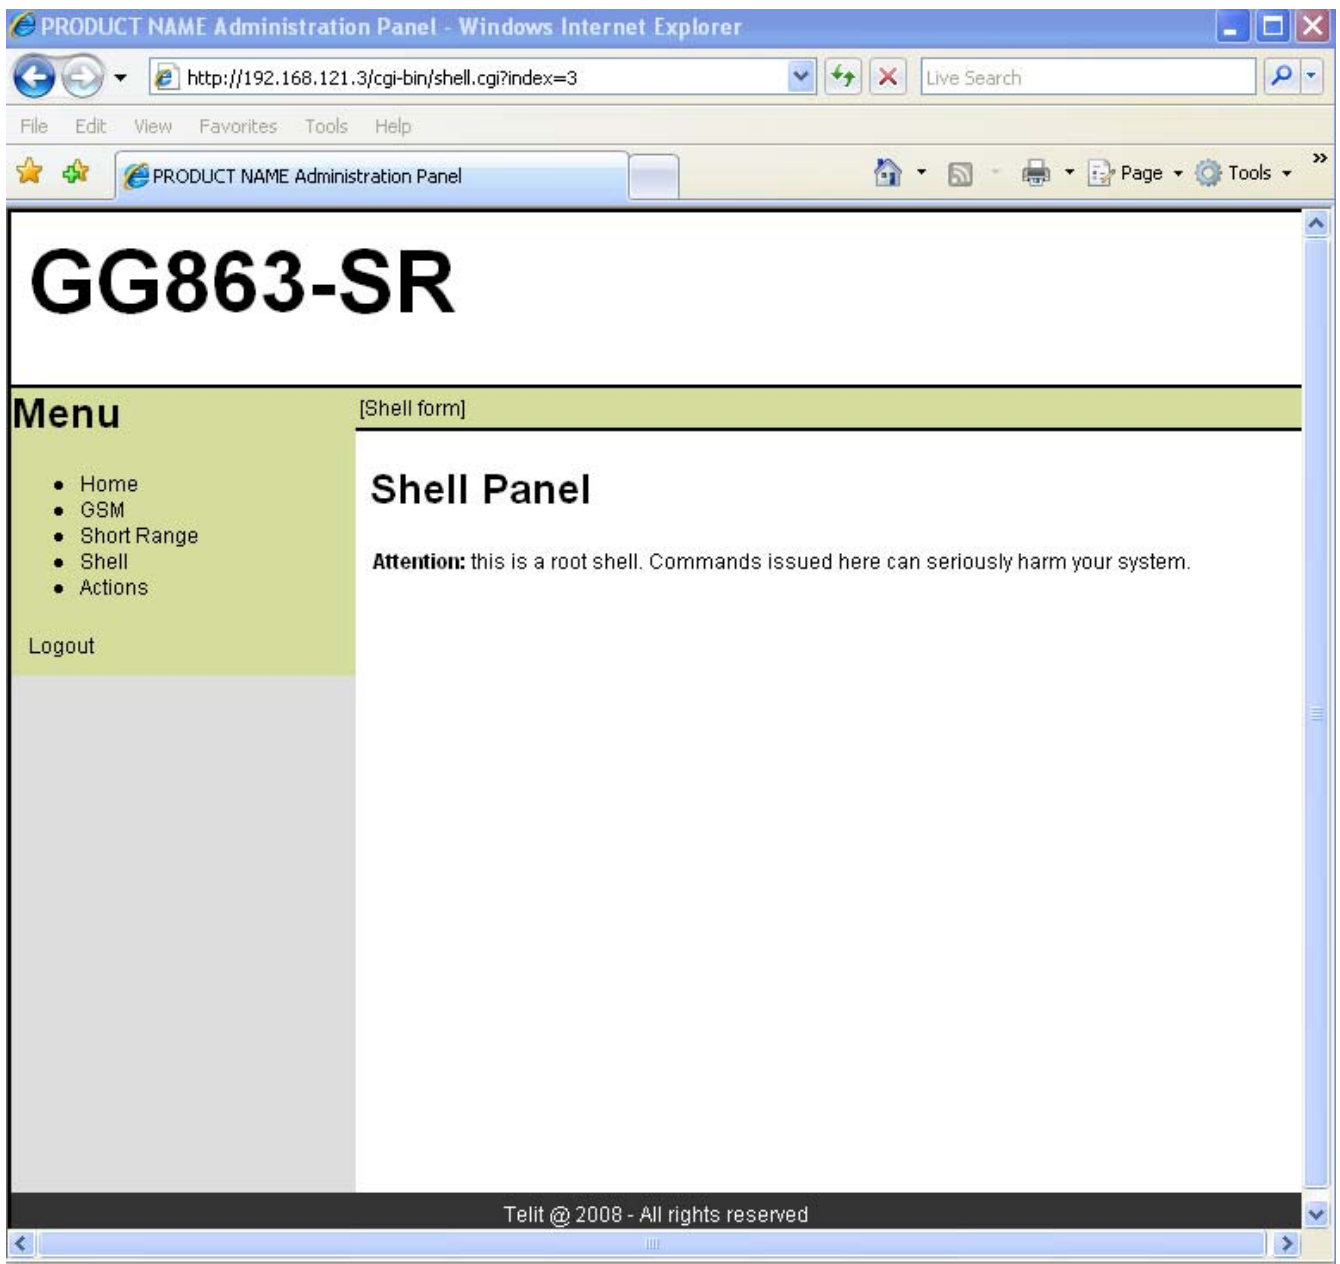 PRODUCT NAME Administration Panel - Windows Internet Explorer
http://192.168.121.3/cgi-bin/shell.cgi?index=3
Live Search
File Edit View Favorites Tools Help
PRODUCT NAME Administration Panel
Page Tools »
GG863-SR
Menu
[Shell form]
• Home
• GSM
• Short Range
• Shell
• Actions
Logout
Shell Panel
Attention: this is a root shell. Commands issued here can seriously harm your system.
Telit @ 2008 - All rights reserved